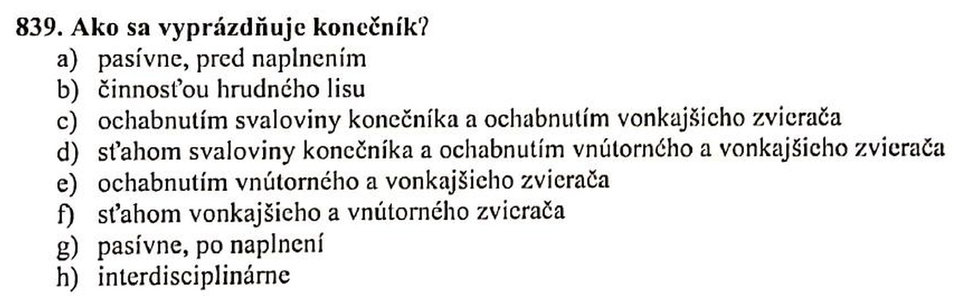 839. Ako sa vyprázdňuje konečník?
a) pasívne, pred naplnením
b) činnosťou hrudného lisu
c) ochabnutím svaloviny konečníka a ochabnutím vonkajšieho zvierača
d) sťahom svaloviny konečníka a ochabnutím vnútorného a vonkajšieho zvierača
e) ochabnutím vnútorného a vonkajšieho zvierača
f) sťahom vonkajšieho a vnútorného zvierača
g) pasívne, po naplnení
h) interdisciplinárne